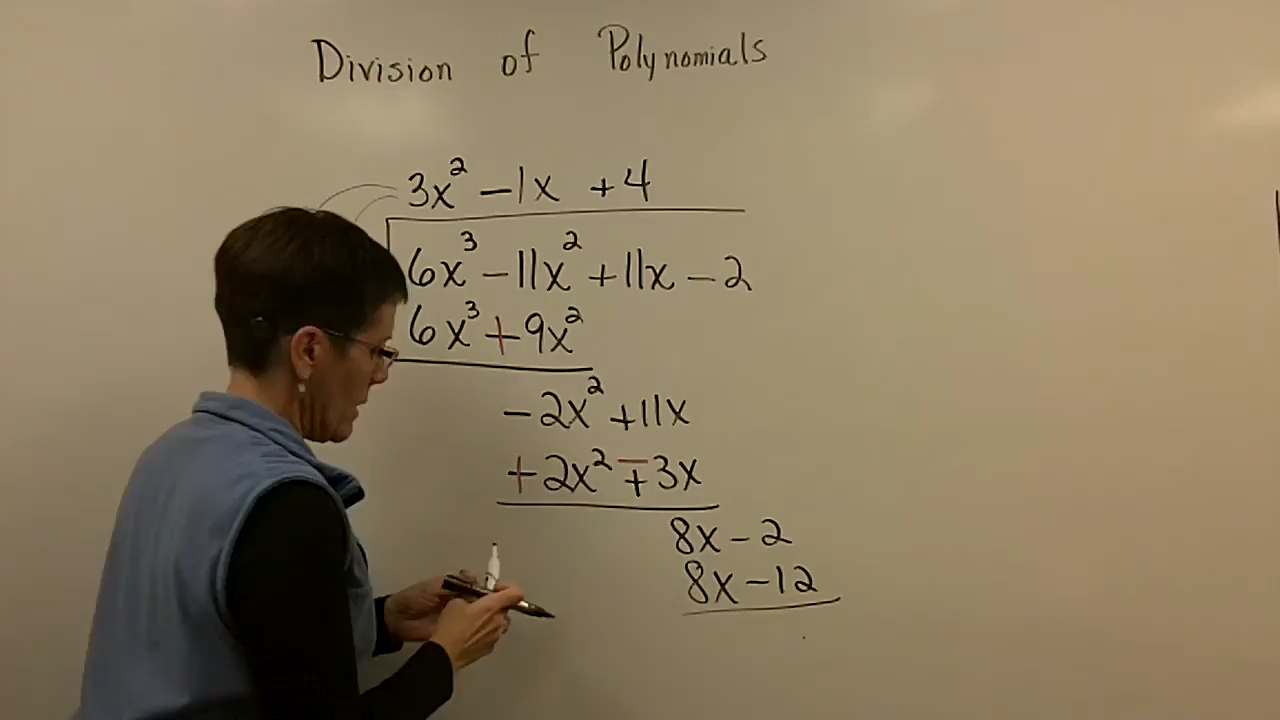 Division of Polynomials
3x² -1x +4
6x³ -11x² +11x -2
6x³ +9x²
-2x² +11x
+2x² ∓3x
8x -2
8x -12